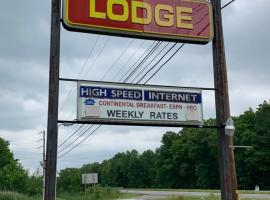 LODGE
HIGH SPEED INTERNET
CONTINENTAL BREAKFAST- ESPN - HBO
WEEKLY RATES